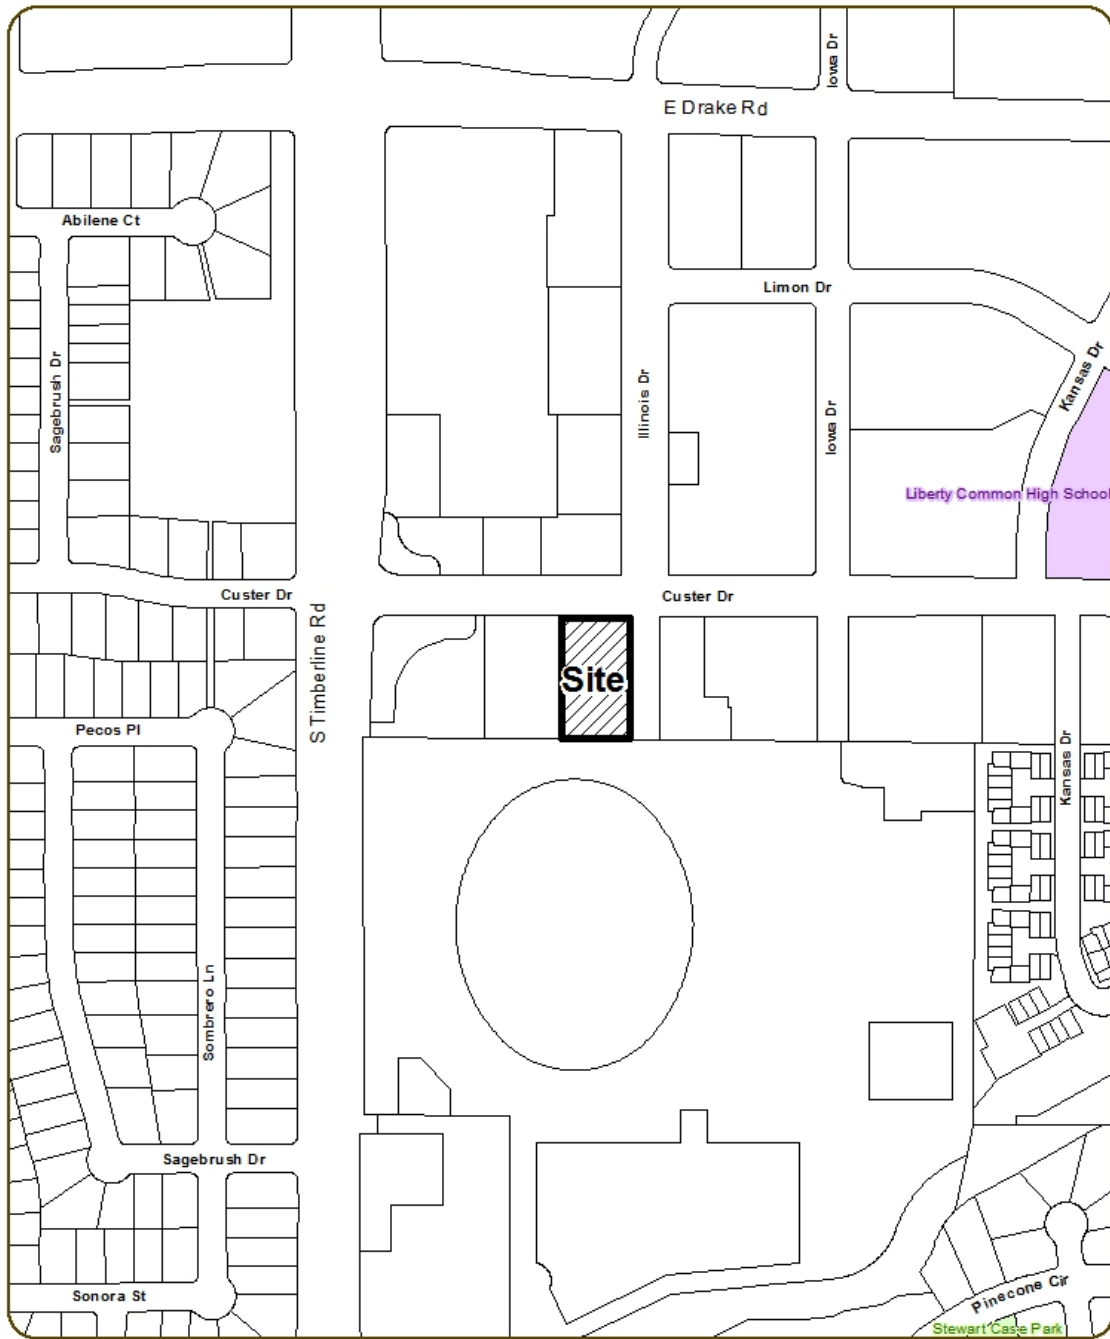 Iowa Dr
E Drake Rd
Abilene Ct
Limon Dr
Kansas Dr
Sagebrush Dr
Illinois Dr
Iowa Dr
Liberty Common High School
Custer Dr
Custer Dr
S Timberline Rd
Site
Pecos Pl
Kansas Dr
Sombrero Ln
Sagebrush Dr
Sonora St
Pinecone Cir
Stewart Case Park